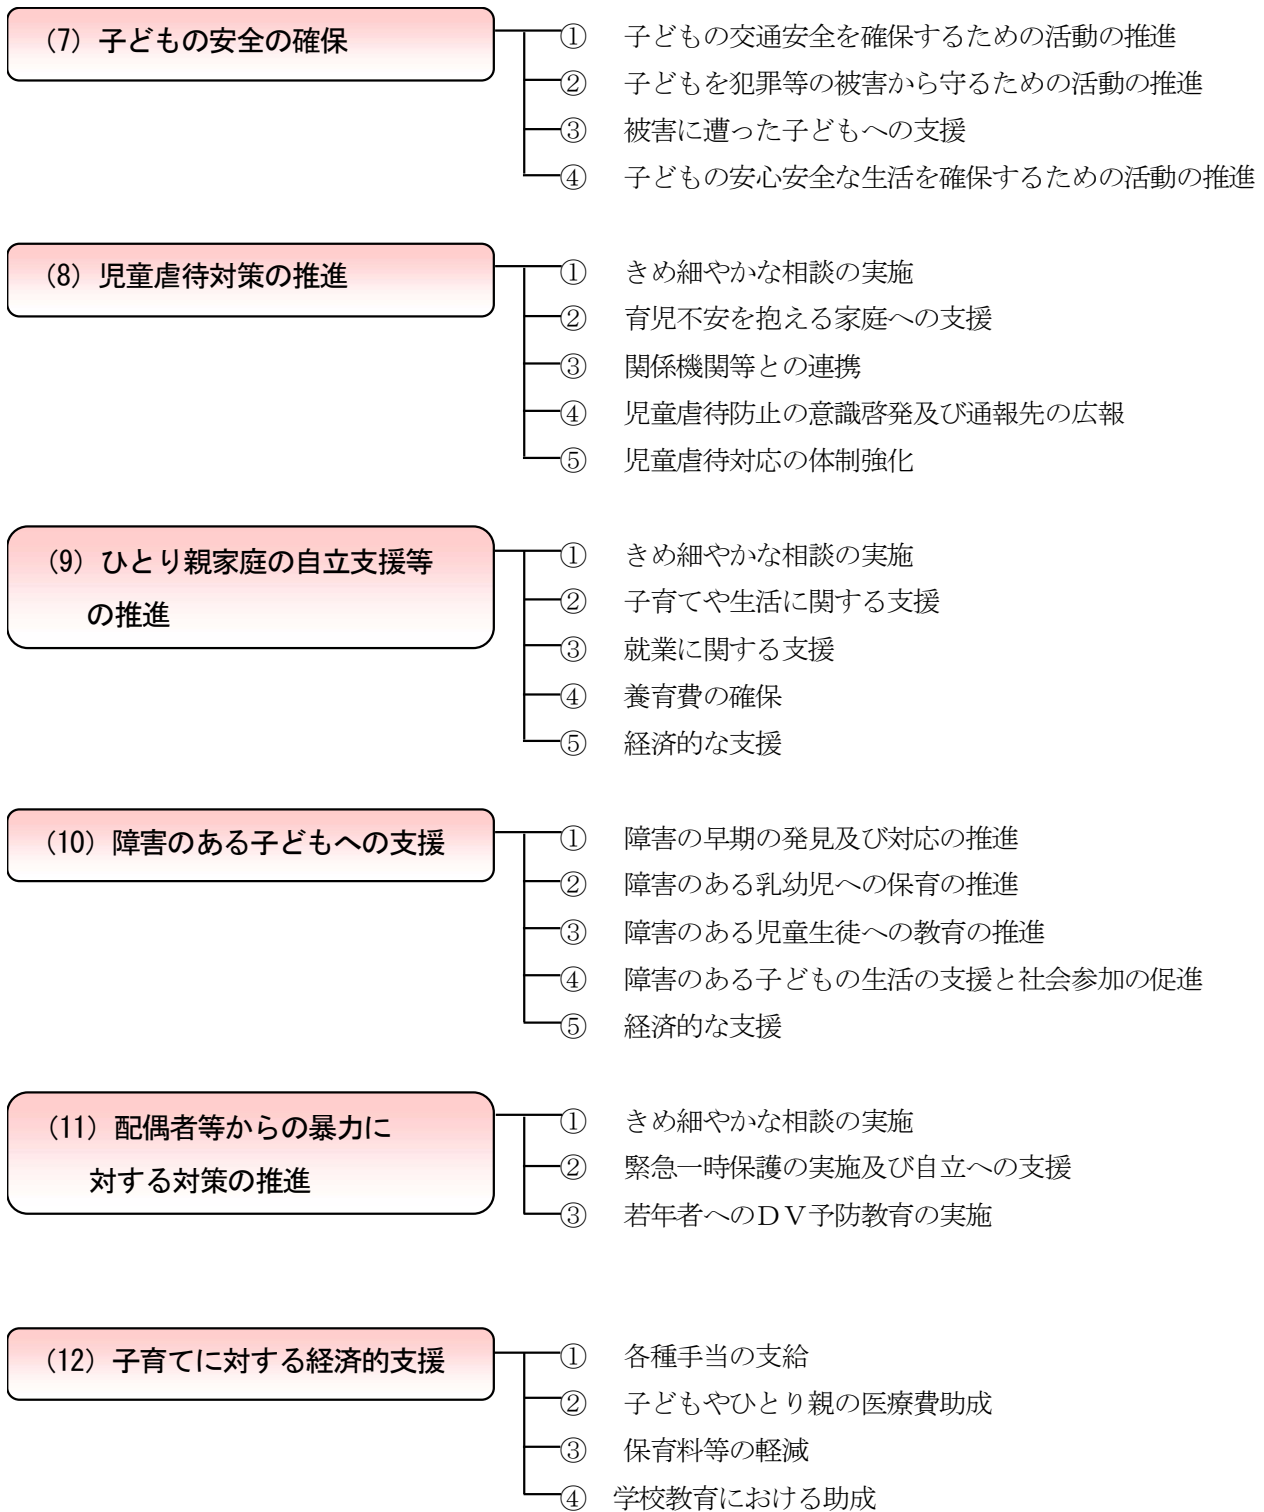 (7) 子どもの安全の確保
① 子どもの交通安全を確保するための活動の推進
② 子どもを犯罪等の被害から守るための活動の推進
③ 被害に遭った子どもへの支援
④ 子どもの安心安全な生活を確保するための活動の推進
(8) 児童虐待対策の推進
① きめ細やかな相談の実施
② 育児不安を抱える家庭への支援
③ 関係機関等との連携
④ 児童虐待防止の意識啓発及び通報先の広報
⑤ 児童虐待対応の体制強化
(9) ひとり親家庭の自立支援等
の推進
① きめ細やかな相談の実施
② 子育てや生活に関する支援
③ 就業に関する支援
④ 養育費の確保
⑤ 経済的な支援
(10) 障害のある子どもへの支援
① 障害の早期の発見及び対応の推進
② 障害のある乳幼児への保育の推進
③ 障害のある児童生徒への教育の推進
④ 障害のある子どもの生活の支援と社会参加の促進
⑤ 経済的な支援
(11) 配偶者等からの暴力に
対する対策の推進
① きめ細やかな相談の実施
② 緊急一時保護の実施及び自立への支援
③ 若年者へのＤＶ予防教育の実施
(12) 子育てに対する経済的支援
① 各種手当の支給
② 子どもやひとり親の医療費助成
③ 保育料等の軽減
④ 学校教育における助成